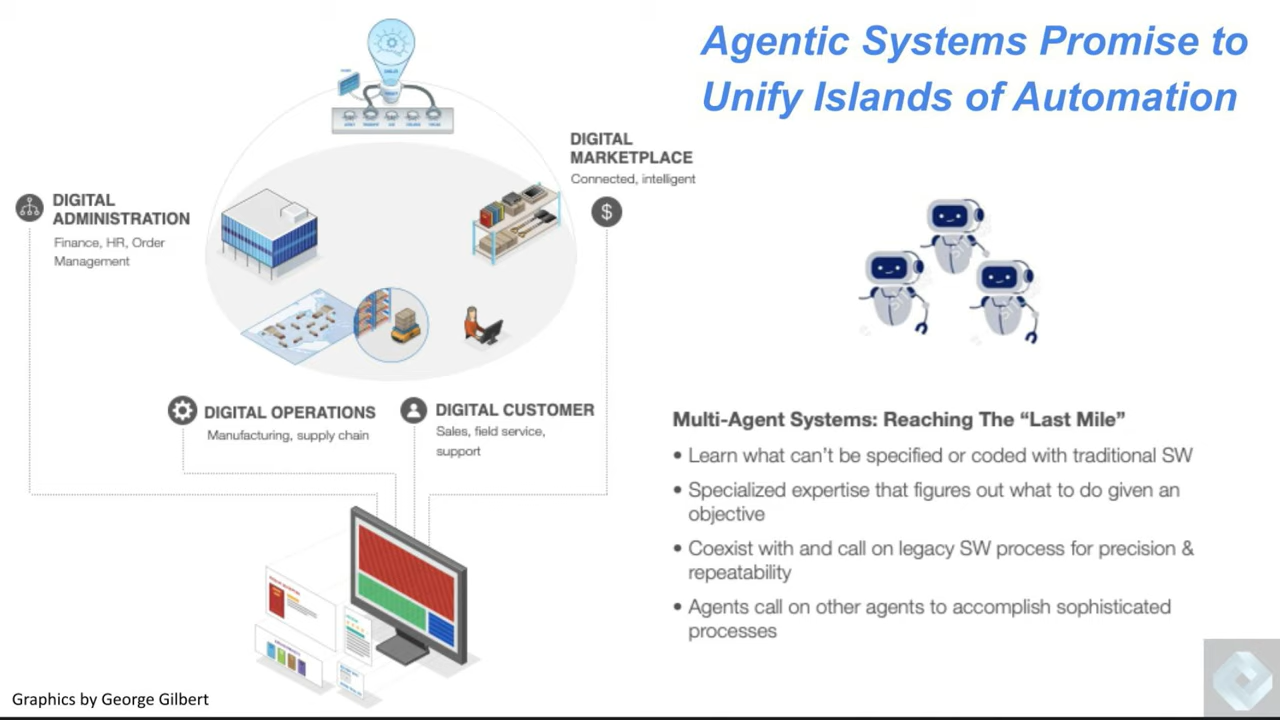 Agentic Systems Promise to
Unify Islands of Automation
DIGITAL
MARKETPLACE
Connected, intelligent
$
DIGITAL
ADMINISTRATION
Finance, HR, Order
Management
DIGITAL OPERATIONS
Manufacturing, supply chain
DIGITAL CUSTOMER
Sales, field service,
support
Multi-Agent Systems: Reaching The “Last Mile”
• Learn what can’t be specified or coded with traditional SW
• Specialized expertise that figures out what to do given an
objective
• Coexist with and call on legacy SW process for precision &
repeatability
• Agents call on other agents to accomplish sophisticated
processes
Graphics by George Gilbert